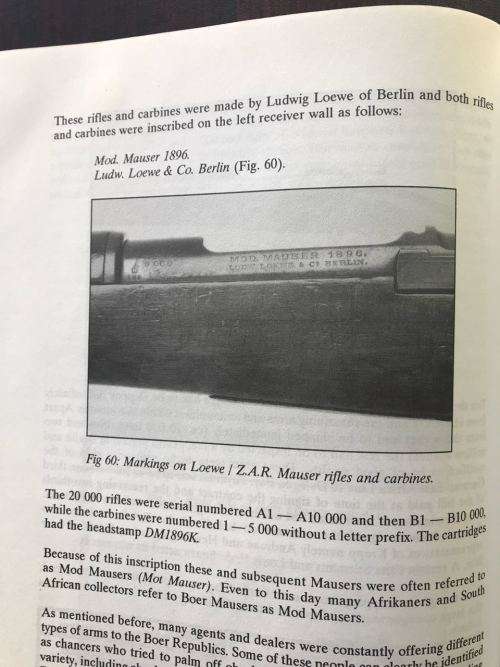 These rifles and carbines were made by Ludwig Loewe of Berlin and both rifles
and carbines were inscribed on the left receiver wall as follows:
Mod. Mauser 1896.
Ludw. Loewe & Co. Berlin (Fig. 60).
MOD. MAUSER 1896.
LUDW. LOEWE & Co BERLIN.
Fig 60: Markings on Loewe / Z.A.R. Mauser rifles and carbines.
The 20 000 rifles were serial numbered A1 — A10 000 and then B1 — B10 000,
while the carbines were numbered 1 — 5 000 without a letter prefix. The cartridges
had the headstamp DM1896K.
Because of this inscription these and subsequent Mausers were often referred to
as Mod Mausers (Mot Mauser). Even to this day many Afrikaners and South
African collectors refer to Boer Mausers as Mod Mausers.
As mentioned before, many agents and dealers were constantly offering different
types of arms to the Boer Republics. Some of these people can clearly be identified
as chancers who tried to palm off
variety, including